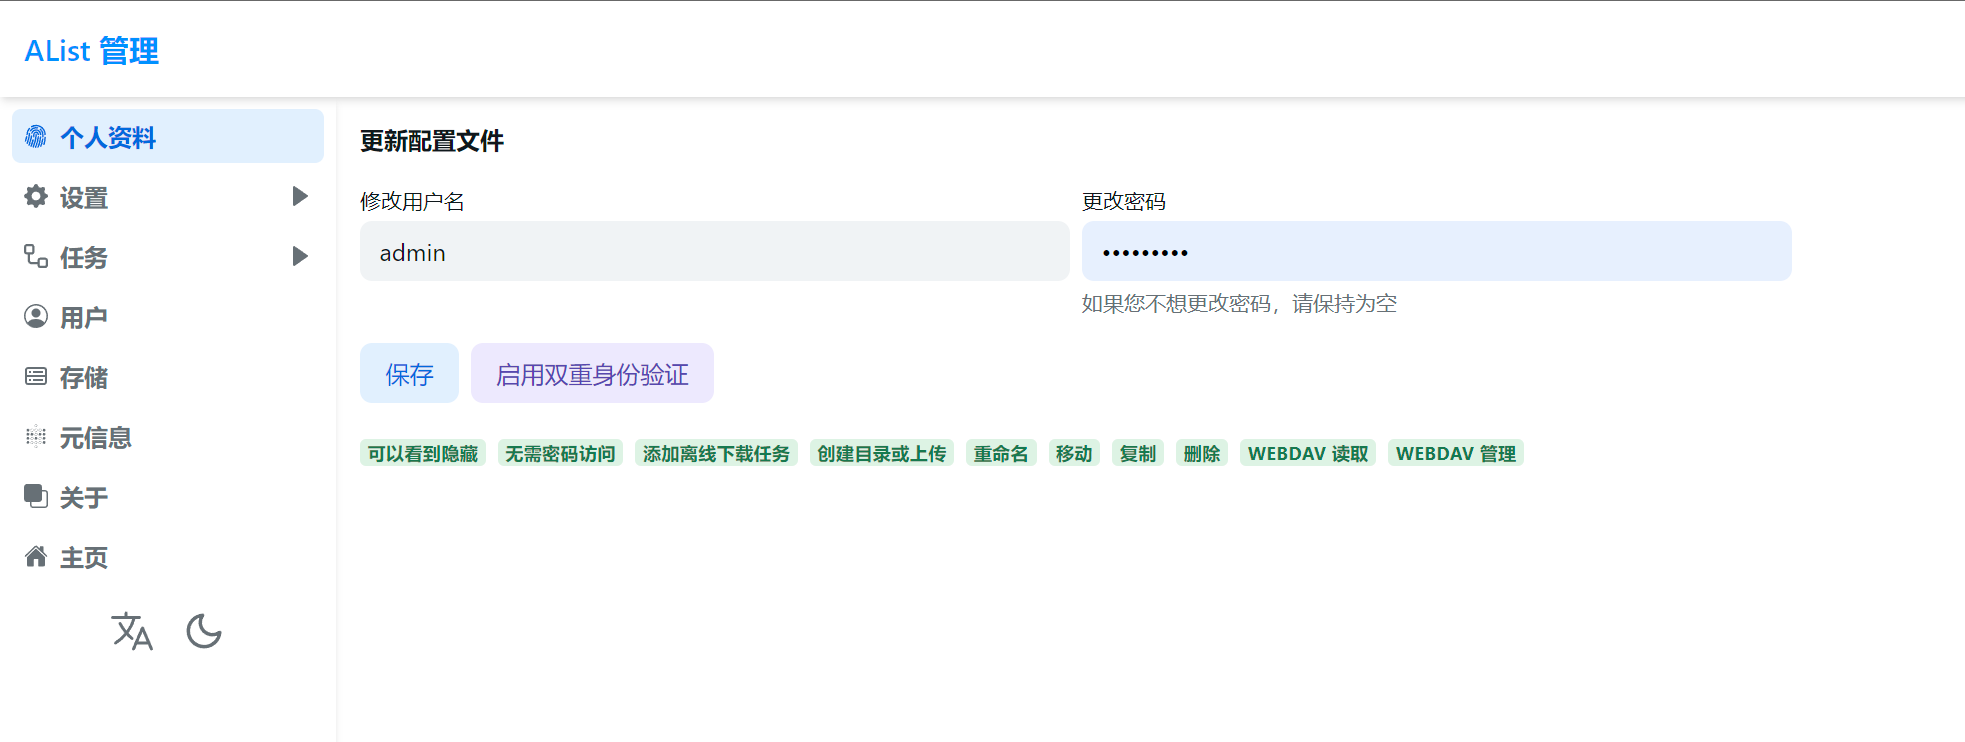 AList 管理
个人资料
设置
任务
用户
存储
元信息
关于
主页
更新配置文件
修改用户名
admin
更改密码
•••••••••
如果您不想更改密码，请保持为空
保存
启用双重身份验证
可以看到隐藏 无需密码访问 添加离线下载任务 创建目录或上传 重命名 移动 复制 删除 WEBDAV 读取 WEBDAV 管理